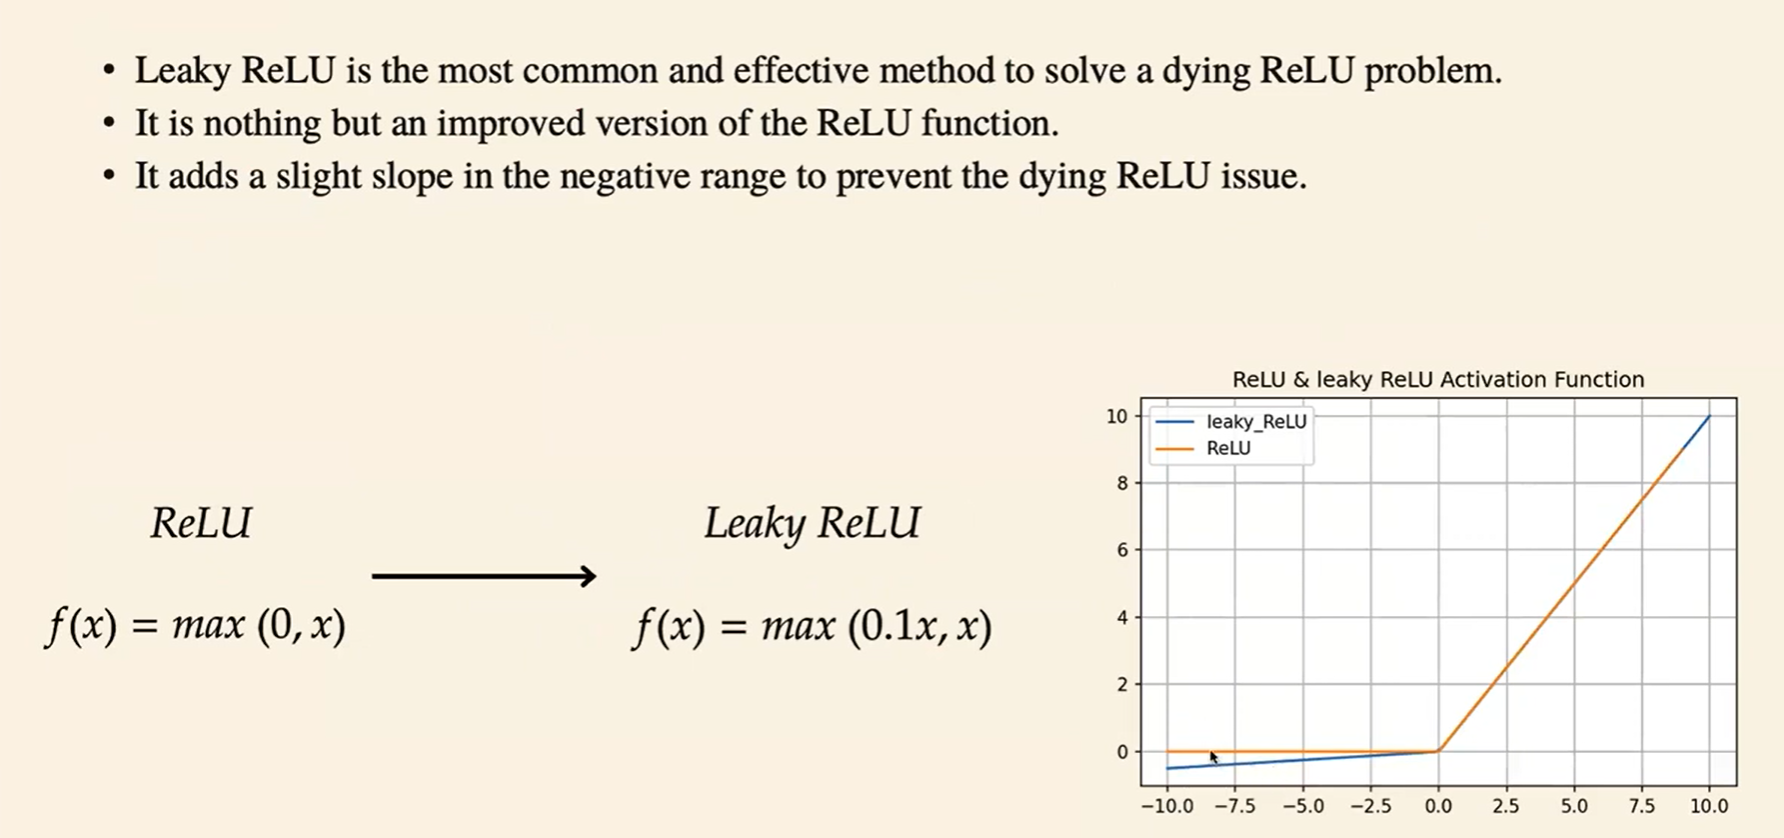 • Leaky ReLU is the most common and effective method to solve a dying ReLU problem.
• It is nothing but an improved version of the ReLU function.
• It adds a slight slope in the negative range to prevent the dying ReLU issue.
ReLU
f(x) = max (0, x)
Leaky ReLU
f(x) = max (0.1x, x)
ReLU & leaky ReLU Activation Function
leaky_ReLU
ReLU
10
8
6
4
2
0
−10.0 −7.5 −5.0 −2.5 0.0 2.5 5.0 7.5 10.0